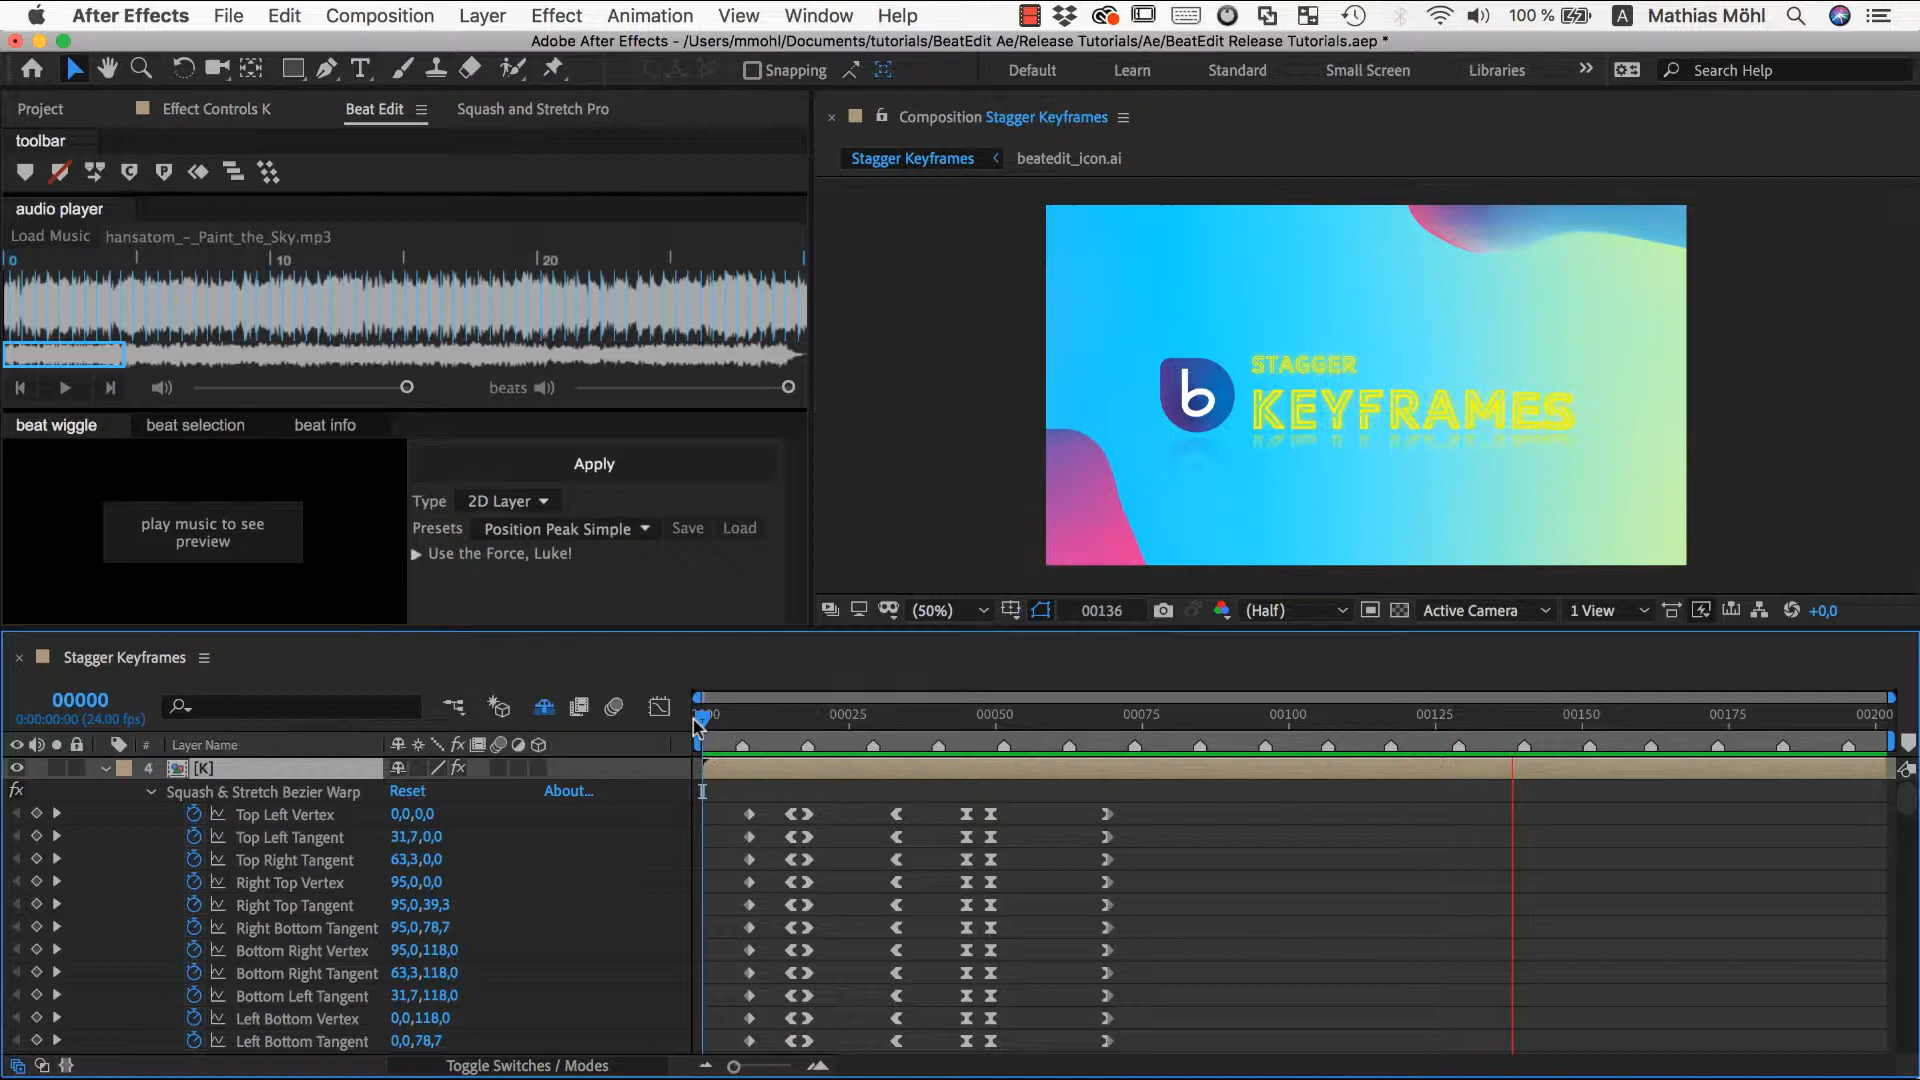 After Effects File Edit Composition Layer Effect Animation View Window Help 100 % A Mathias Möhl
Adobe After Effects - /Users/mmohl/Documents/tutorials/BeatEdit Ae/Release Tutorials/Ae/BeatEdit Release Tutorials.aep *
T Snapping Default Learn Standard Small Screen Libraries Search Help
Project Effect Controls K Beat Edit Squash and Stretch Pro
Composition Stagger Keyframes
toolbar
Stagger Keyframes beatedit_icon.ai
C P
audio player
Load Music hansatom_-_Paint_the_Sky.mp3
0 10 20
STAGGER
b KEYFRAMES
beats
beat wiggle beat selection beat info
Apply
Type 2D Layer
play music to see
preview
Presets Position Peak Simple Save Load
Use the Force, Luke!
(50%) 00136 (Half) Active Camera 1 View +0,0
Stagger Keyframes
00000
0:00:00:00 (24.00 fps)
00025 00050 00075 00100 00125 00150 00175 00200
# Layer Name fx
4 [K] fx
fx Squash & Stretch Bezier Warp Reset About...
Top Left Vertex 0,0,0,0
Top Left Tangent 31,7,0,0
Top Right Tangent 63,3,0,0
Right Top Vertex 95,0,0,0
Right Top Tangent 95,0,39,3
Right Bottom Tangent 95,0,78,7
Bottom Right Vertex 95,0,118,0
Bottom Right Tangent 63,3,118,0
Bottom Left Tangent 31,7,118,0
Left Bottom Vertex 0,0,118,0
Left Bottom Tangent 0,0,78,7
Toggle Switches / Modes